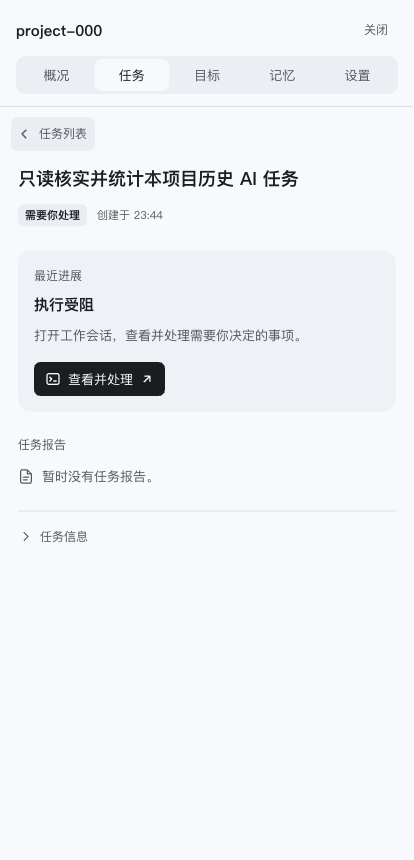 project-000
关闭
概况
任务
目标
记忆
设置
任务列表
只读核实并统计本项目历史 AI 任务
需要你处理
创建于 23:44
最近进展
执行受阻
打开工作会话，查看并处理需要你决定的事项。
查看并处理
任务报告
暂时没有任务报告。
任务信息